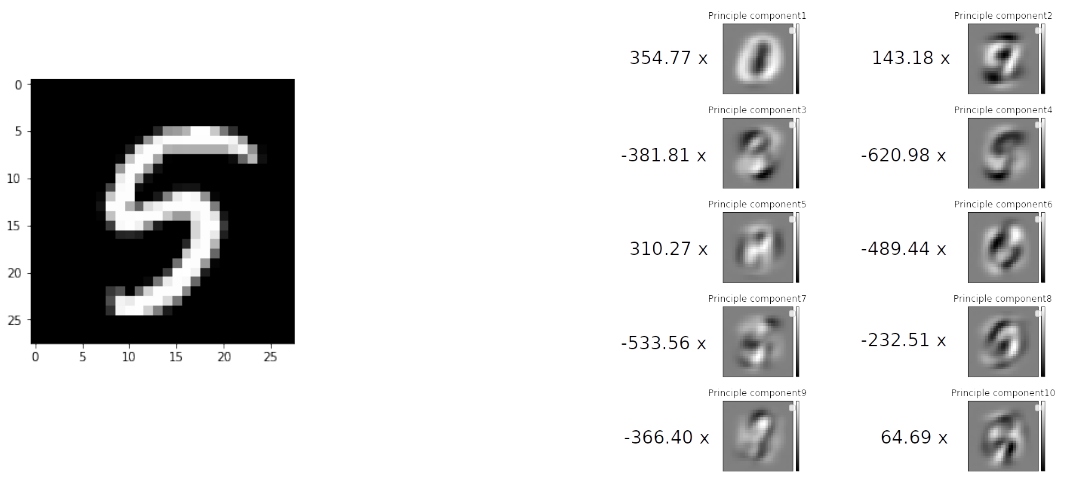 0
5
10
15
20
25
0 5 10 15 20 25
Principle component1
354.77 x
Principle component2
143.18 x
Principle component3
-381.81 x
Principle component4
-620.98 x
Principle component5
310.27 x
Principle component6
-489.44 x
Principle component7
-533.56 x
Principle component8
-232.51 x
Principle component9
-366.40 x
Principle component10
64.69 x